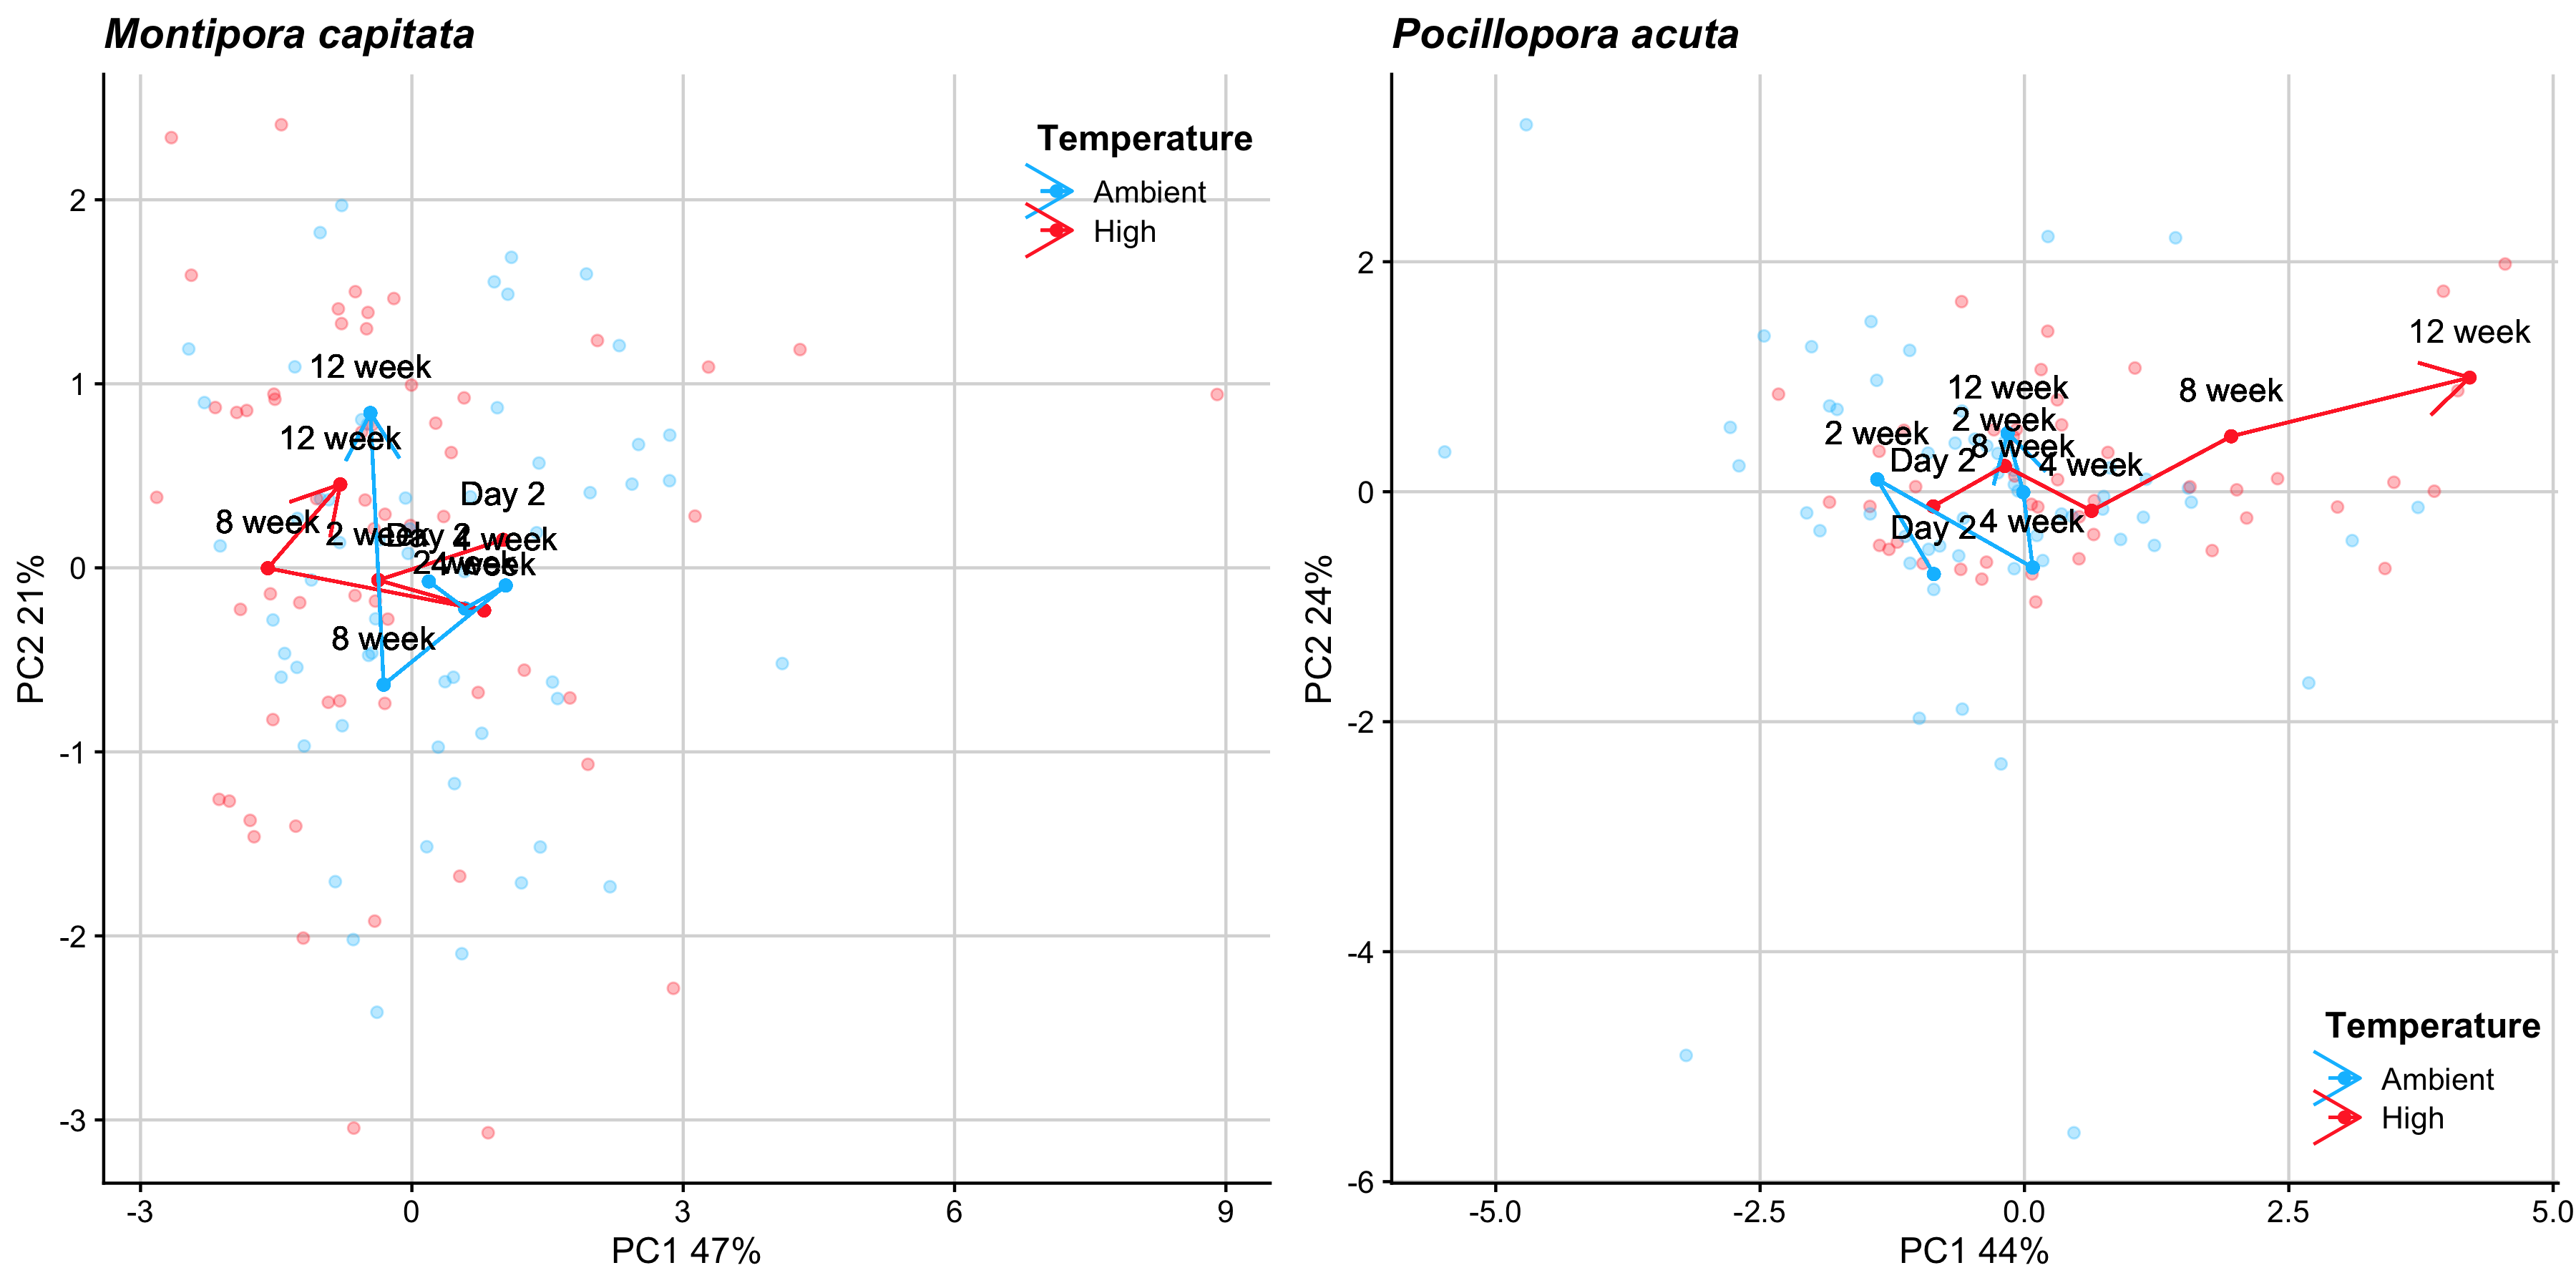 Montipora capitata
2
1
0
-1
-2
-3
PC2 21%
-3
0
3
6
9
PC1 47%
Temperature
Ambient
High
12 week
12 week
Day 2
8 week
2 week
Day 2
4 week
2 week
4 week
8 week
Pocillopora acuta
2
0
-2
-4
-6
PC2 24%
-5.0
-2.5
0.0
2.5
5.0
PC1 44%
12 week
8 week
12 week
2 week
2 week
8 week
Day 2
4 week
Day 2
4 week
Temperature
Ambient
High